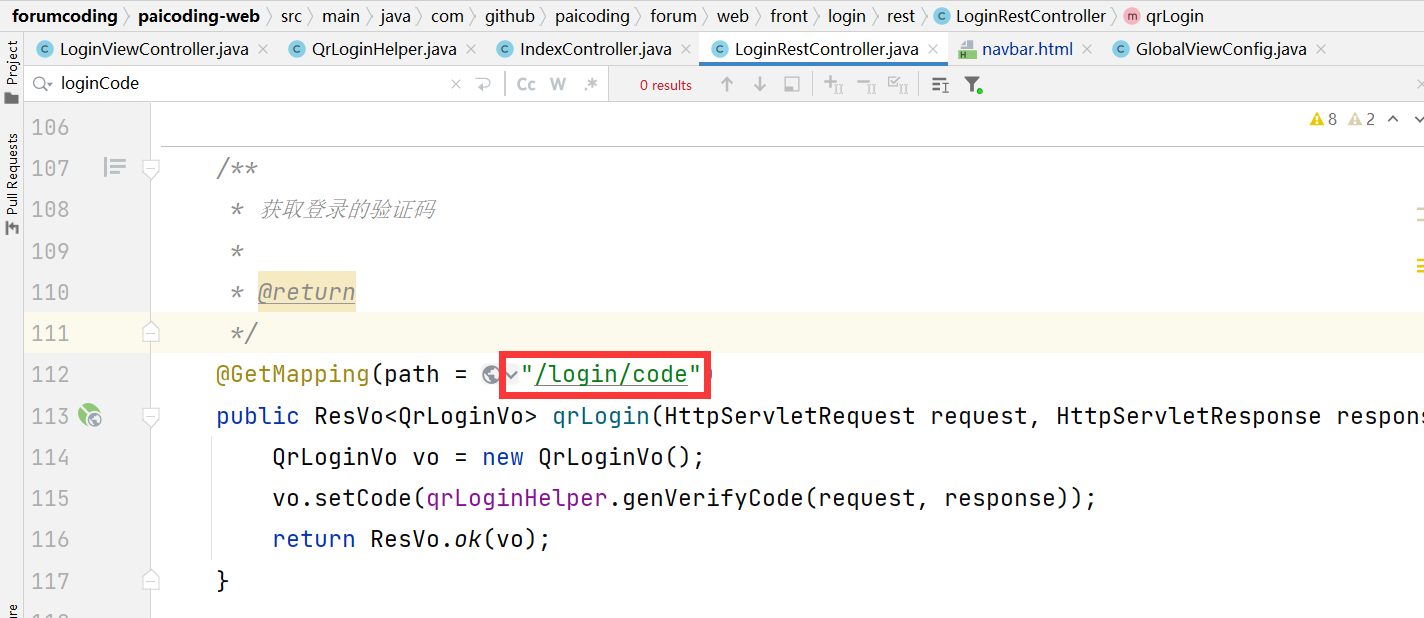 forumcoding paicoding-web src main java com github paicoding forum web front login rest LoginRestController qrLogin
LoginViewController.java QrLoginHelper.java IndexController.java LoginRestController.java navbar.html GlobalViewConfig.java
Project
Pull Requests
loginCode Cc W .* 0 results
8 2
106
107 /**
108 * 获取登录的验证码
109 *
110 * @return
111 */
112 @GetMapping(path = "/login/code")
113 public ResVo<QrLoginVo> qrLogin(HttpServletRequest request, HttpServletResponse respons
114 QrLoginVo vo = new QrLoginVo();
115 vo.setCode(qrLoginHelper.genVerifyCode(request, response));
116 return ResVo.ok(vo);
117 }